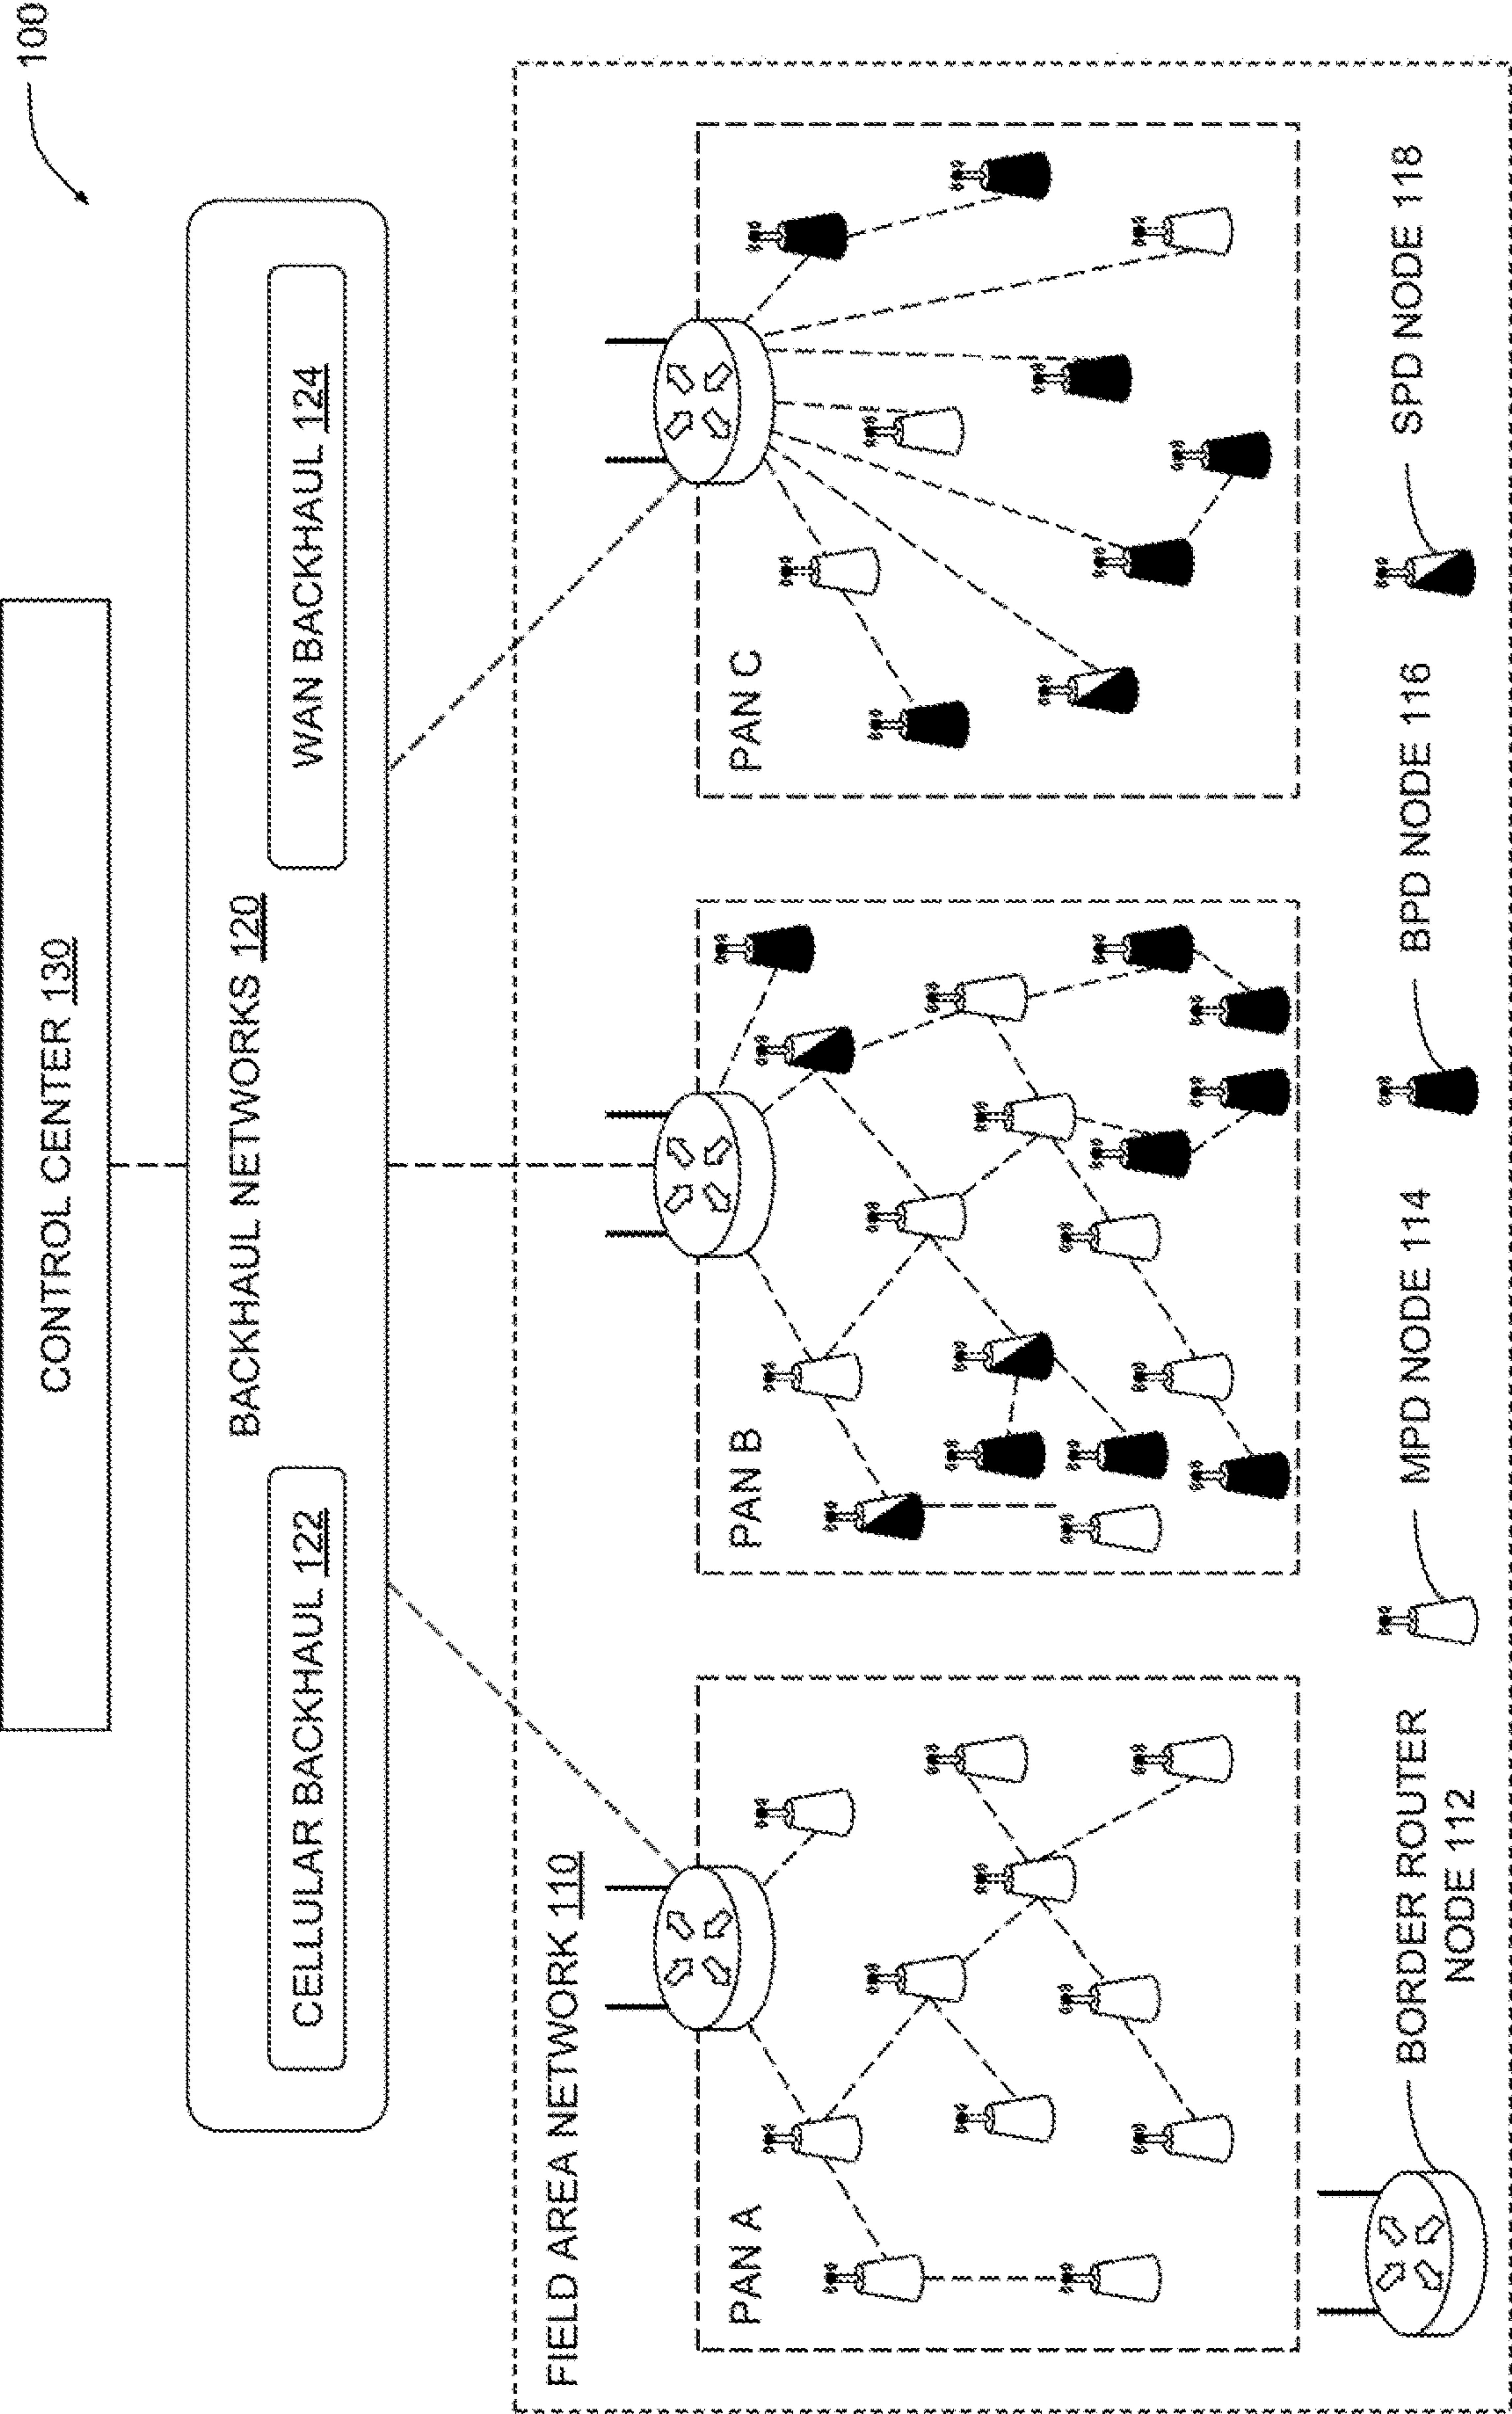 100
CONTROL CENTER 130
BACKHAUL NETWORKS 120
CELLULAR BACKHAUL 122
WAN BACKHAUL 124
FIELD AREA NETWORK 110
PAN A
PAN B
PAN C
BORDER ROUTER
NODE 112
MPD NODE 114
BPD NODE 116
SPD NODE 118